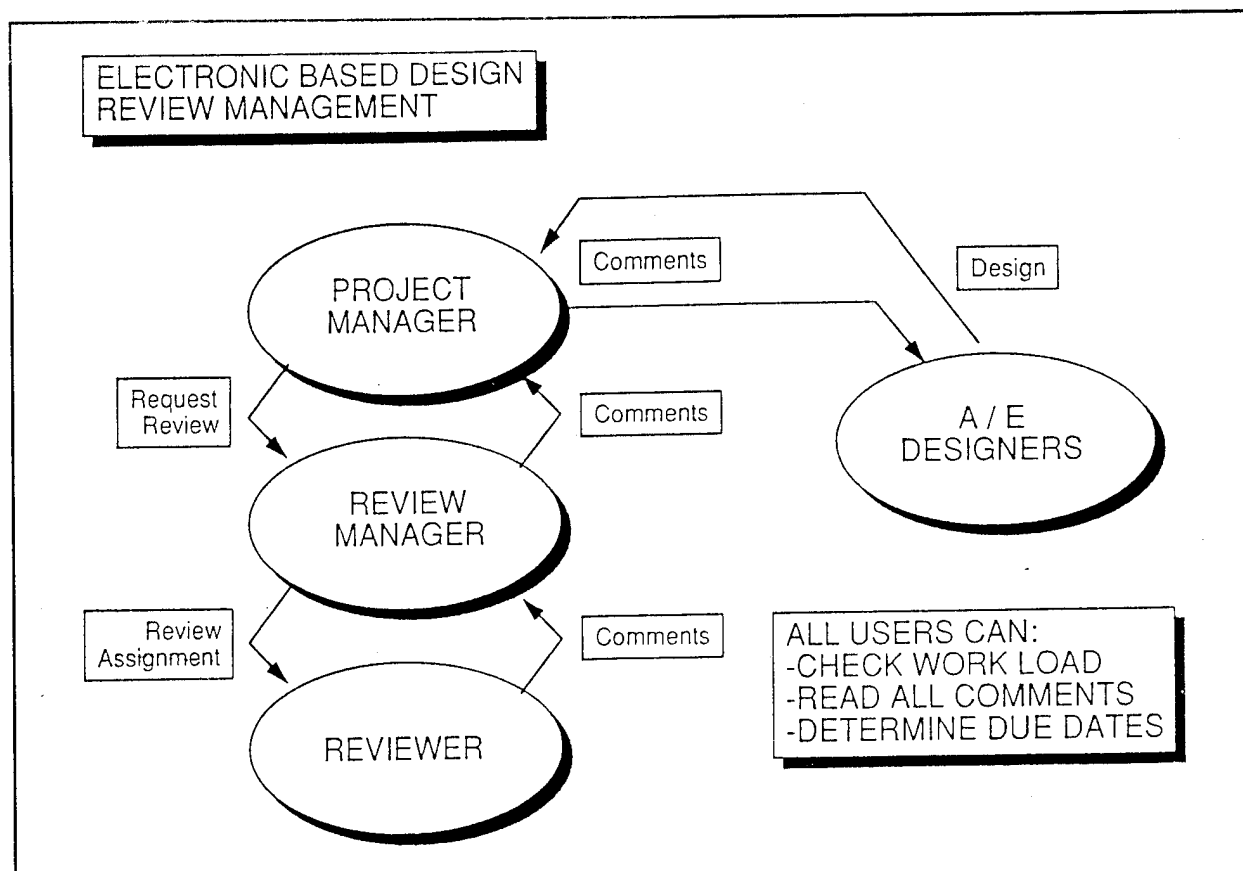 ELECTRONIC BASED DESIGN
REVIEW MANAGEMENT
Comments
Design
PROJECT
MANAGER
Request
Review
Comments
A / E
DESIGNERS
REVIEW
MANAGER
Review
Assignment
Comments
ALL USERS CAN:
-CHECK WORK LOAD
-READ ALL COMMENTS
-DETERMINE DUE DATES
REVIEWER